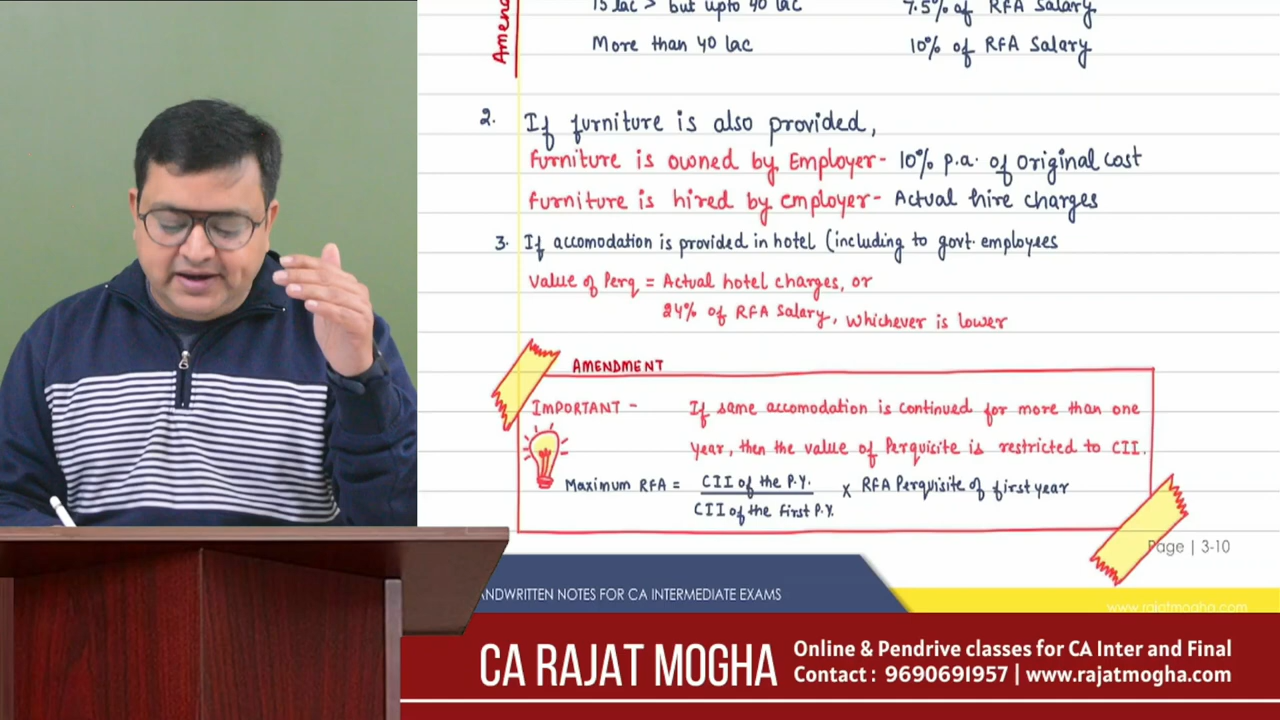 15 lac > but upto 40 lac 7.5% of RFA Salary
More than 40 lac 10% of RFA Salary
Amend
2. If furniture is also provided,
Furniture is owned by Employer- 10% p.a. of original cost
Furniture is hired by employer- Actual hire charges
3. If accomodation is provided in hotel (including to govt. employees
Value of Perq = Actual hotel charges, or
24% of RFA Salary, whichever is lower
AMENDMENT
IMPORTANT - If same accomodation is continued for more than one
year, then the value of Perquisite is restricted to CII.
Maximum RFA = CII of the P.Y. x RFA Perquisite of first year
CII of the first P.Y.
Page | 3-10
ANDWRITTEN NOTES FOR CA INTERMEDIATE EXAMS
www.rajatmogha.com
CA RAJAT MOGHA
Online & Pendrive classes for CA Inter and Final
Contact : 9690691957 | www.rajatmogha.com